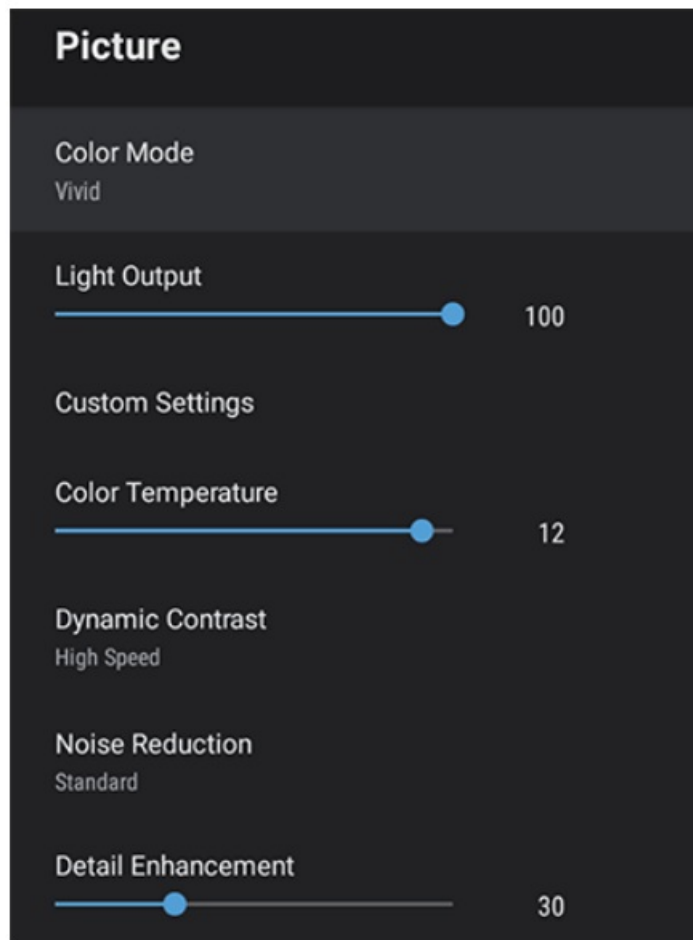 Picture
Color Mode
Vivid
Light Output
100
Custom Settings
Color Temperature
12
Dynamic Contrast
High Speed
Noise Reduction
Standard
Detail Enhancement
30